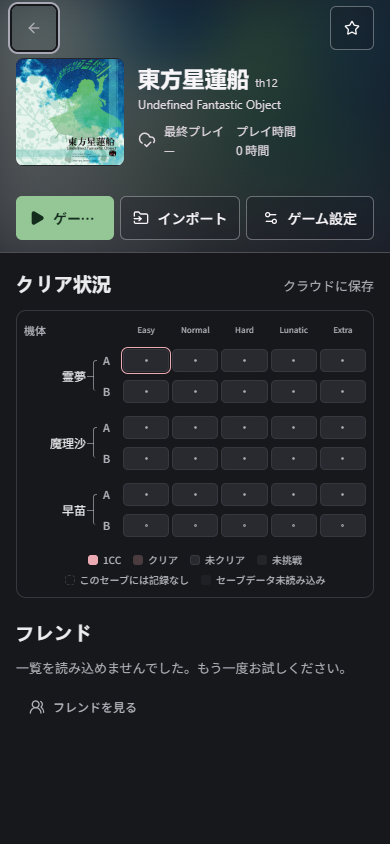 東方星蓮船 th12
Undefined Fantastic Object
最終プレイ プレイ時間
— 0 時間
ゲー…
インポート
ゲーム設定
クリア状況 クラウドに保存
機体 Easy Normal Hard Lunatic Extra
霊夢 A
B
魔理沙 A
B
早苗 A
B
1CC クリア 未クリア 未挑戦
このセーブには記録なし セーブデータ未読み込み
フレンド
一覧を読み込めませんでした。もう一度お試しください。
フレンドを見る